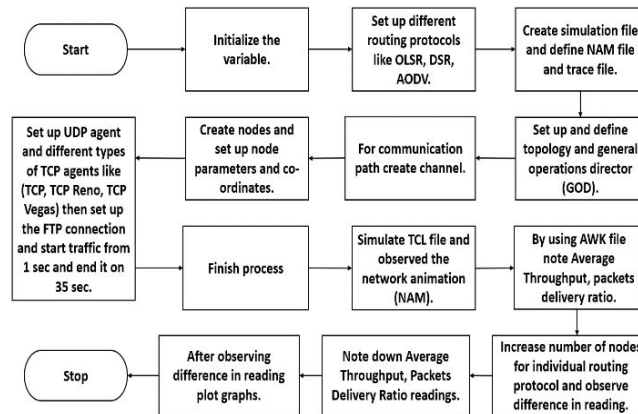 Start
Initialize the
variable.
Set up different
routing protocols
like OLSR, DSR,
AODV.
Create simulation file
and define NAM file
and trace file.
Set up and define
topology and general
operations director
(GOD).
For communication
path create channel.
Create nodes and
set up node
parameters and co-
ordinates.
Set up UDP agent
and different types
of TCP agents like
(TCP, TCP Reno, TCP
Vegas) then set up
the FTP connection
and start traffic from
1 sec and end it on
35 sec.
Finish process
Simulate TCL file and
observed the
network animation
(NAM).
By using AWK file
note Average
Throughput, packets
delivery ratio.
Increase number of nodes
for individual routing
protocol and observe
difference in reading.
Note down Average
Throughput, Packets
Delivery Ratio readings.
After observing
difference in reading
plot graphs.
Stop